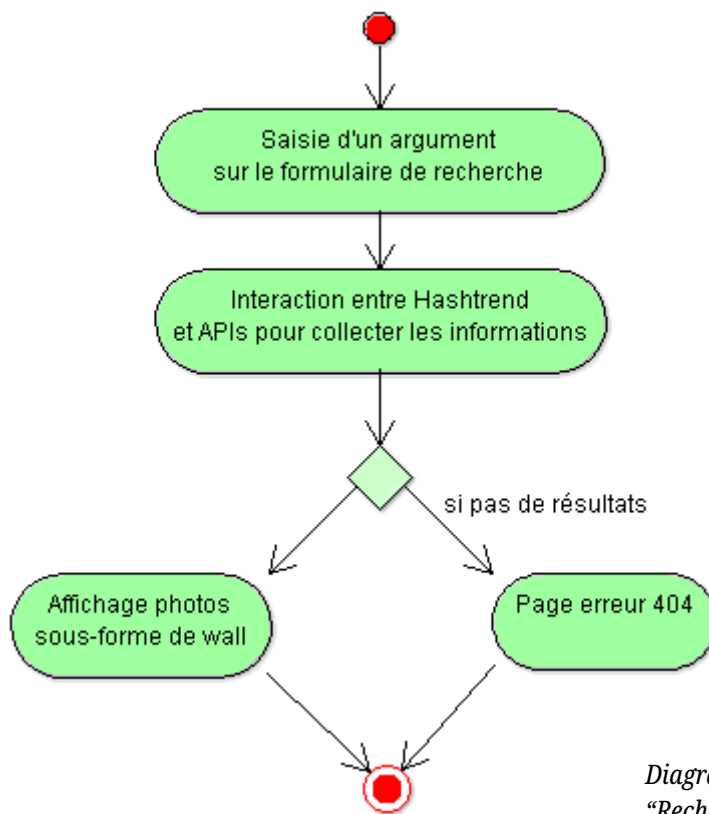 Saisie d'un argument
sur le formulaire de recherche
Interaction entre Hashtrend
et APIs pour collecter les informations
si pas de résultats
Affichage photos
sous-forme de wall
Page erreur 404